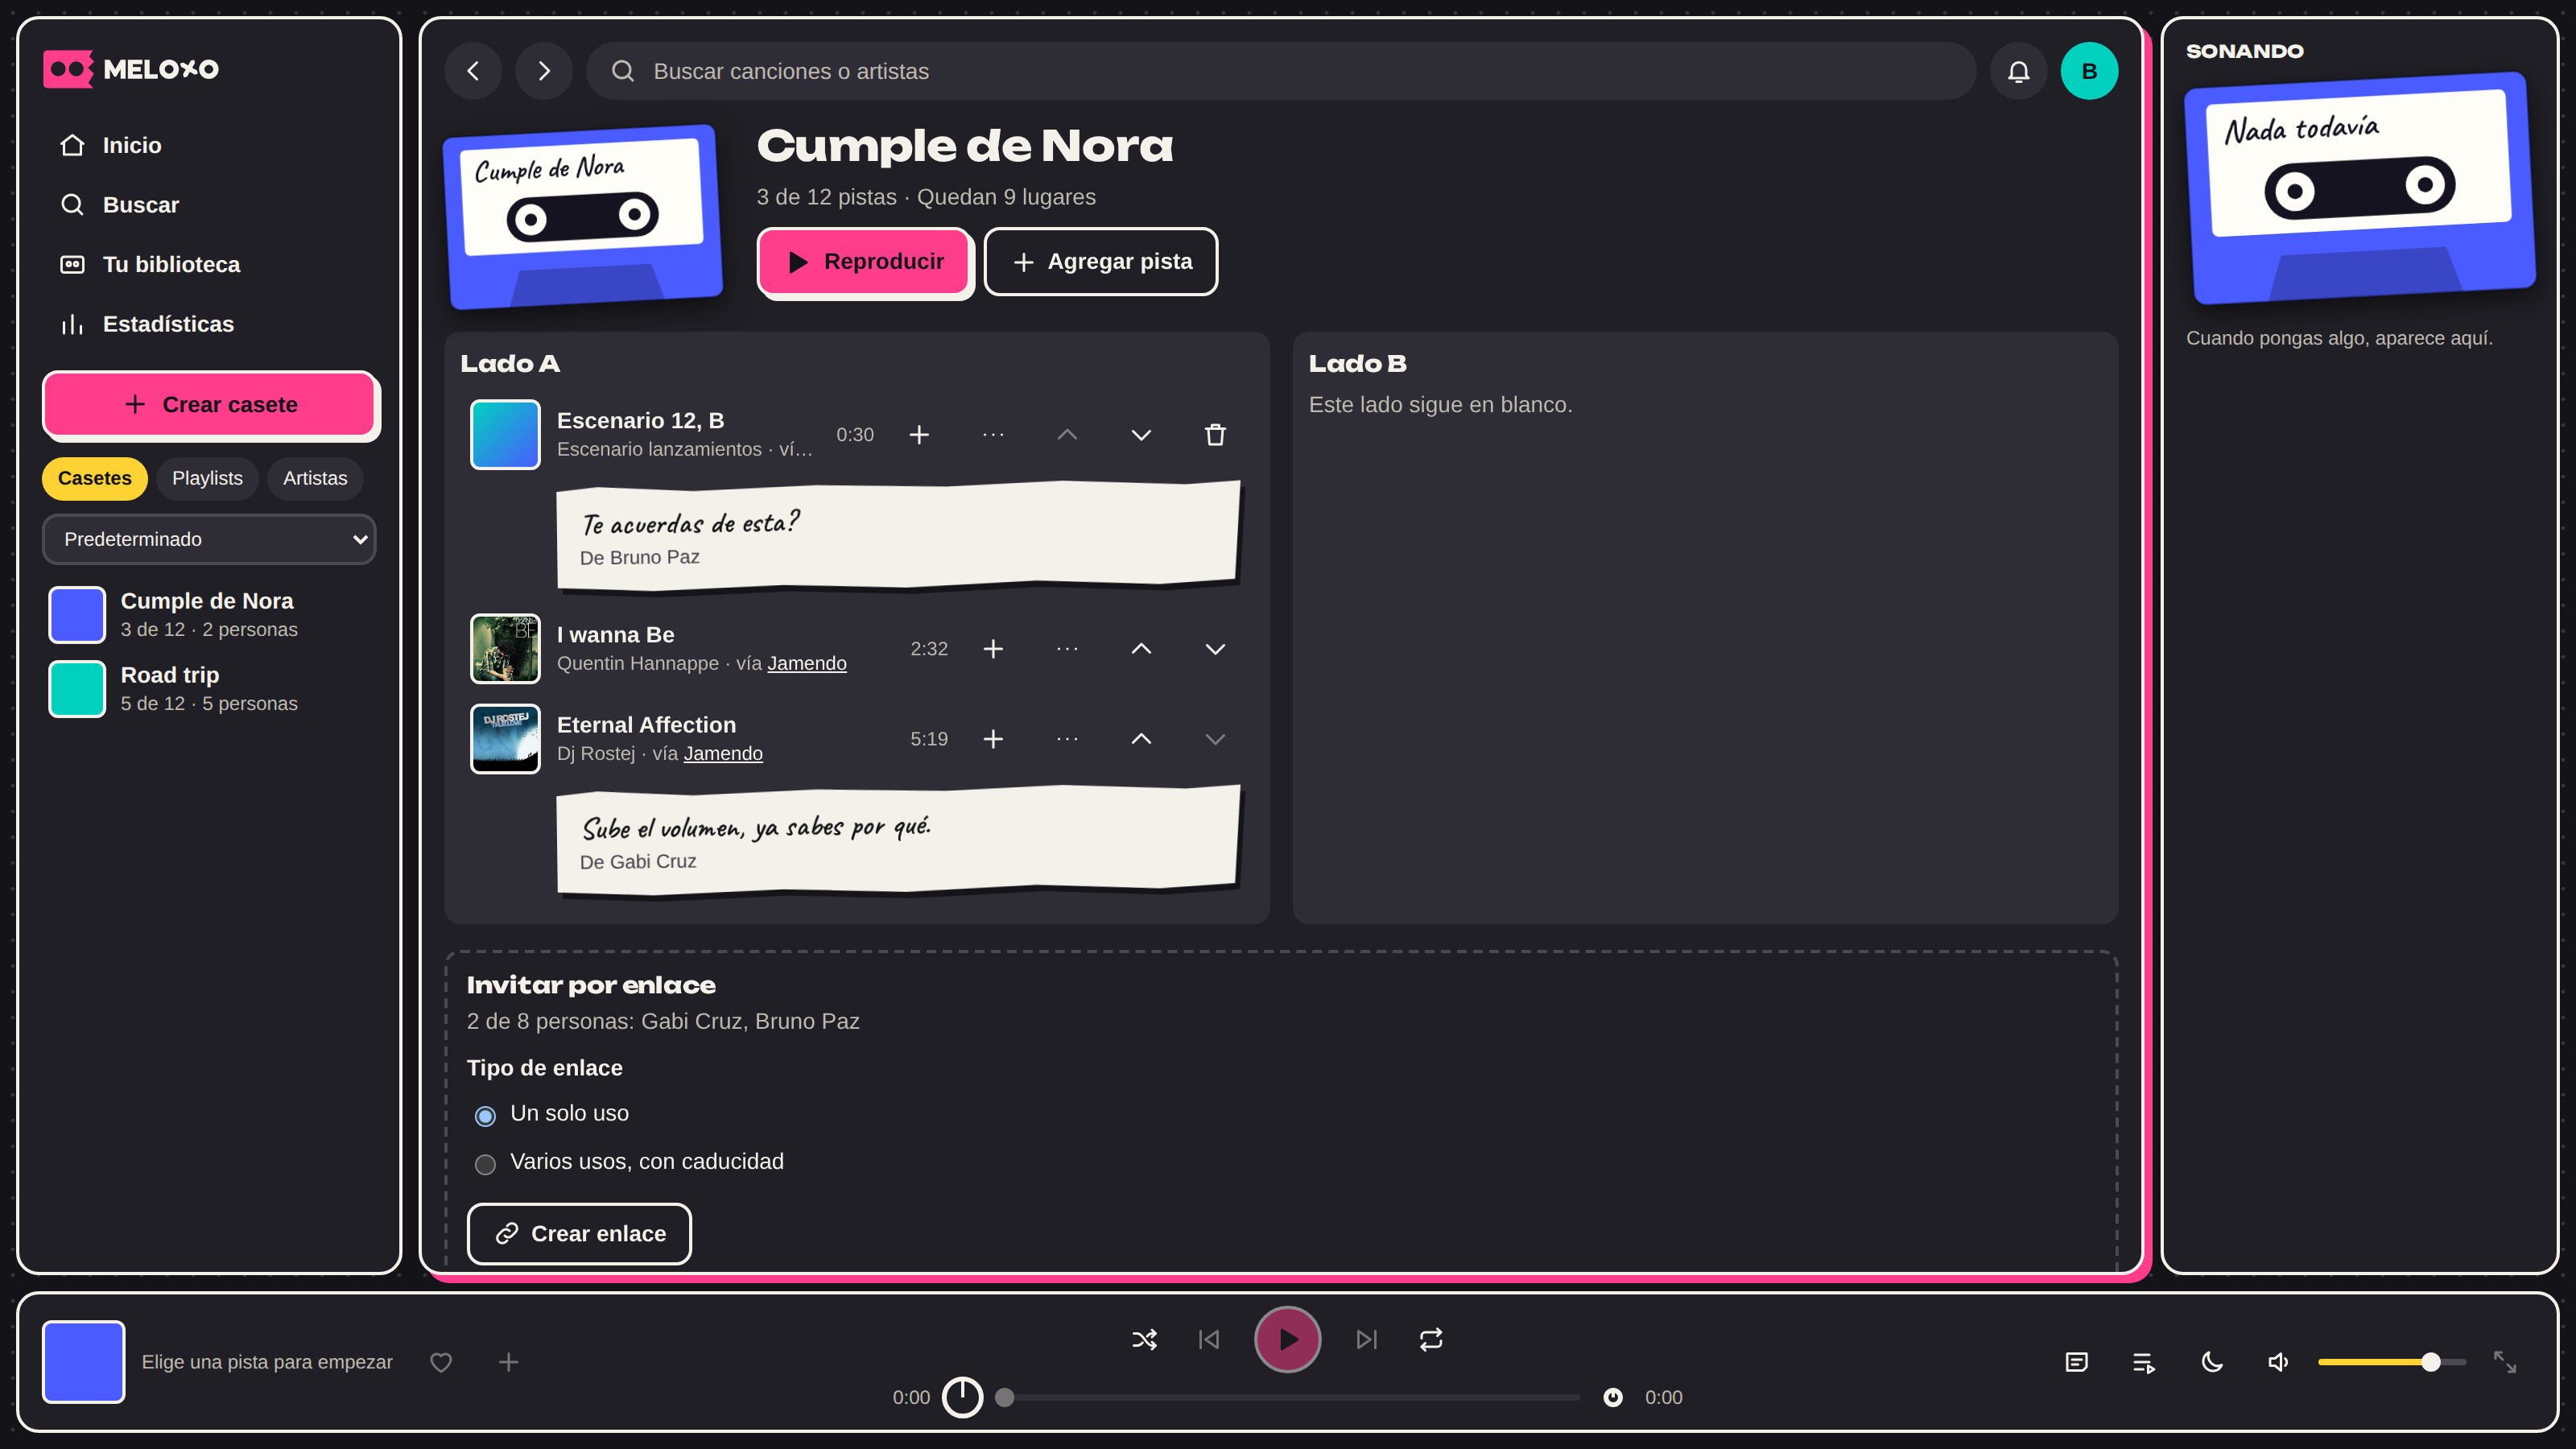 MELOXO
Inicio
Buscar
Tu biblioteca
Estadísticas
Crear casete
Casetes
Playlists
Artistas
Predeterminado
Cumple de Nora
3 de 12 · 2 personas
Road trip
5 de 12 · 5 personas
Buscar canciones o artistas
B
Cumple de Nora
Cumple de Nora
3 de 12 pistas · Quedan 9 lugares
Reproducir
Agregar pista
Lado A
Escenario 12, B
Escenario lanzamientos · ví…
0:30
Te acuerdas de esta?
De Bruno Paz
I wanna Be
Quentin Hannappe · vía Jamendo
2:32
DJ ROSTEJ
Eternal Affection
Dj Rostej · vía Jamendo
5:19
Sube el volumen, ya sabes por qué.
De Gabi Cruz
Lado B
Este lado sigue en blanco.
Invitar por enlace
2 de 8 personas: Gabi Cruz, Bruno Paz
Tipo de enlace
Un solo uso
Varios usos, con caducidad
Crear enlace
SONANDO
Nada todavía
Cuando pongas algo, aparece aquí.
Elige una pista para empezar
0:00
0:00